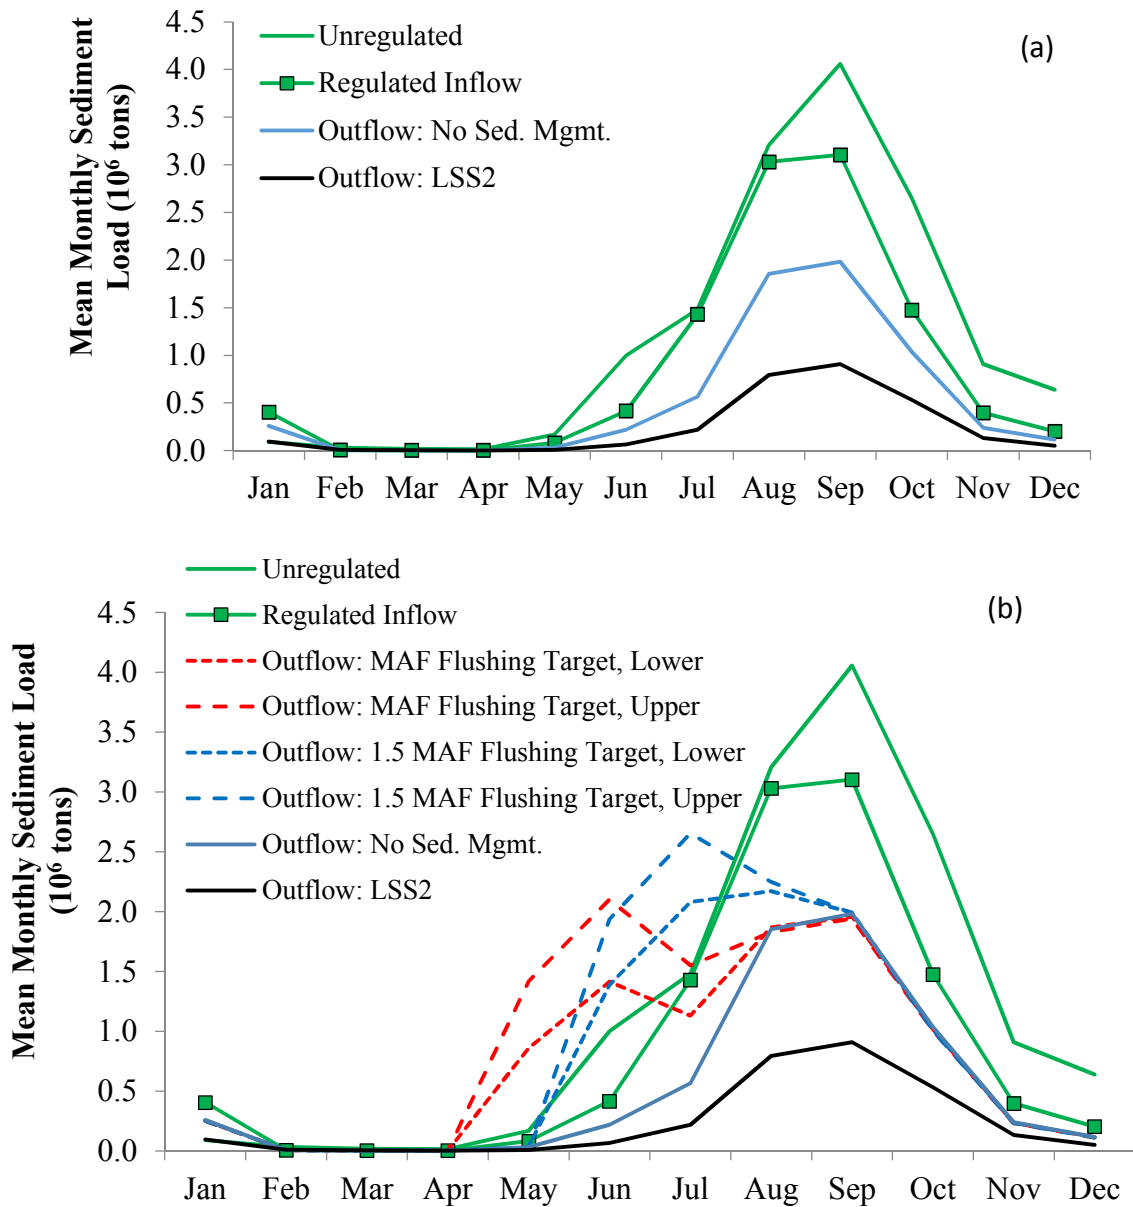 Mean Monthly Sediment
Load (10⁶ tons)
4.5
4.0
3.5
3.0
2.5
2.0
1.5
1.0
0.5
0.0
Unregulated
Regulated Inflow
Outflow: No Sed. Mgmt.
Outflow: LSS2
(a)
Jan Feb Mar Apr May Jun Jul Aug Sep Oct Nov Dec
Mean Monthly Sediment Load
(10⁶ tons)
4.5
4.0
3.5
3.0
2.5
2.0
1.5
1.0
0.5
0.0
Unregulated
Regulated Inflow
Outflow: MAF Flushing Target, Lower
Outflow: MAF Flushing Target, Upper
Outflow: 1.5 MAF Flushing Target, Lower
Outflow: 1.5 MAF Flushing Target, Upper
Outflow: No Sed. Mgmt.
Outflow: LSS2
(b)
Jan Feb Mar Apr May Jun Jul Aug Sep Oct Nov Dec